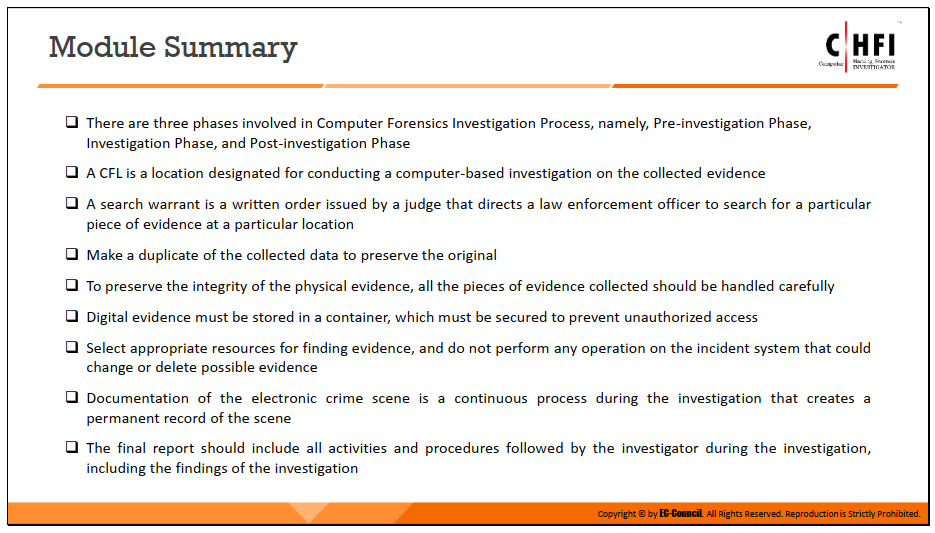 Module Summary
CHFI
Computer Hacking Forensic
INVESTIGATOR
There are three phases involved in Computer Forensics Investigation Process, namely, Pre-investigation Phase,
Investigation Phase, and Post-investigation Phase
A CFL is a location designated for conducting a computer-based investigation on the collected evidence
A search warrant is a written order issued by a judge that directs a law enforcement officer to search for a particular
piece of evidence at a particular location
Make a duplicate of the collected data to preserve the original
To preserve the integrity of the physical evidence, all the pieces of evidence collected should be handled carefully
Digital evidence must be stored in a container, which must be secured to prevent unauthorized access
Select appropriate resources for finding evidence, and do not perform any operation on the incident system that could
change or delete possible evidence
Documentation of the electronic crime scene is a continuous process during the investigation that creates a
permanent record of the scene
The final report should include all activities and procedures followed by the investigator during the investigation,
including the findings of the investigation
Copyright © by EC-Council. All Rights Reserved. Reproduction is Strictly Prohibited.